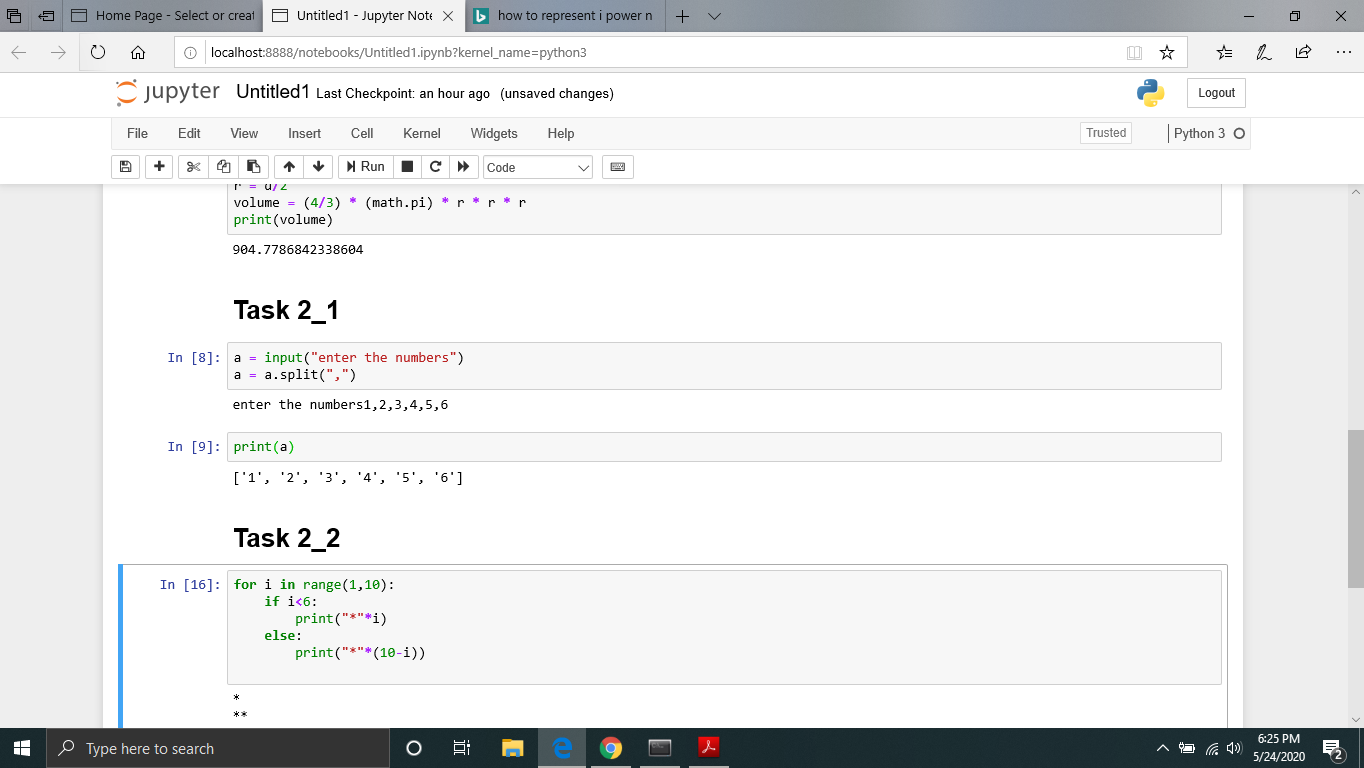 Home Page - Select or creat
Untitled1 - Jupyter Note
how to represent i power n
localhost:8888/notebooks/Untitled1.ipynb?kernel_name=python3
jupyter Untitled1 Last Checkpoint: an hour ago (unsaved changes)
Logout
File Edit View Insert Cell Kernel Widgets Help
Trusted
Python 3
Run
Code
r = d/2
volume = (4/3) * (math.pi) * r * r * r
print(volume)
904.7786842338604
Task 2_1
In [8]: a = input("enter the numbers")
a = a.split(",")
enter the numbers1,2,3,4,5,6
In [9]: print(a)
['1', '2', '3', '4', '5', '6']
Task 2_2
In [16]: for i in range(1,10):
    if i<6:
        print("*"*i)
    else:
        print("*"*(10-i))
*
**
Type here to search
6:25 PM
5/24/2020
2